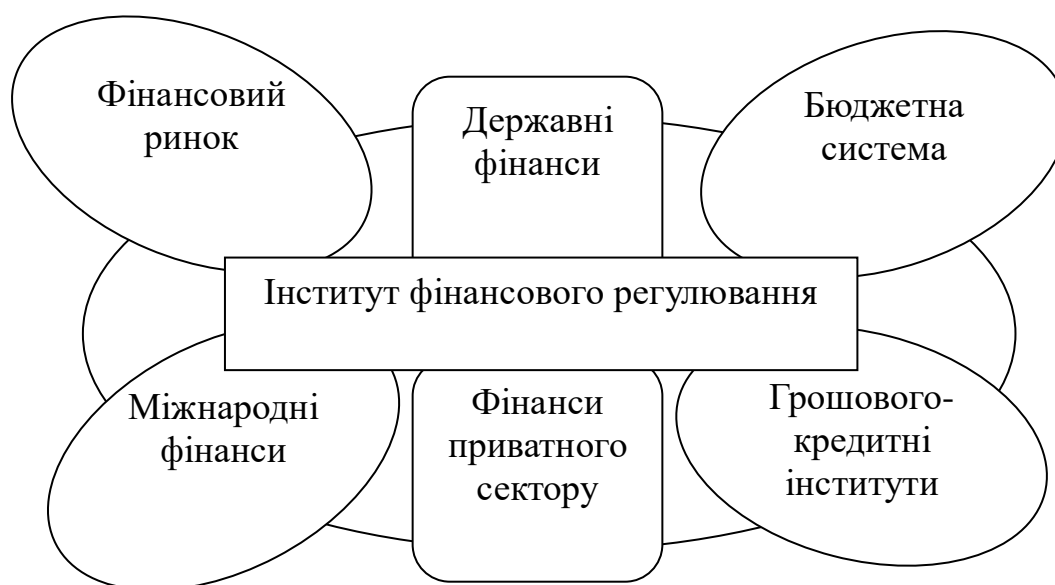 Фінансовий
ринок
Державні
фінанси
Бюджетна
система
Інститут фінансового регулювання
Міжнародні
фінанси
Фінанси
приватного
сектору
Грошового-
кредитні
інститути